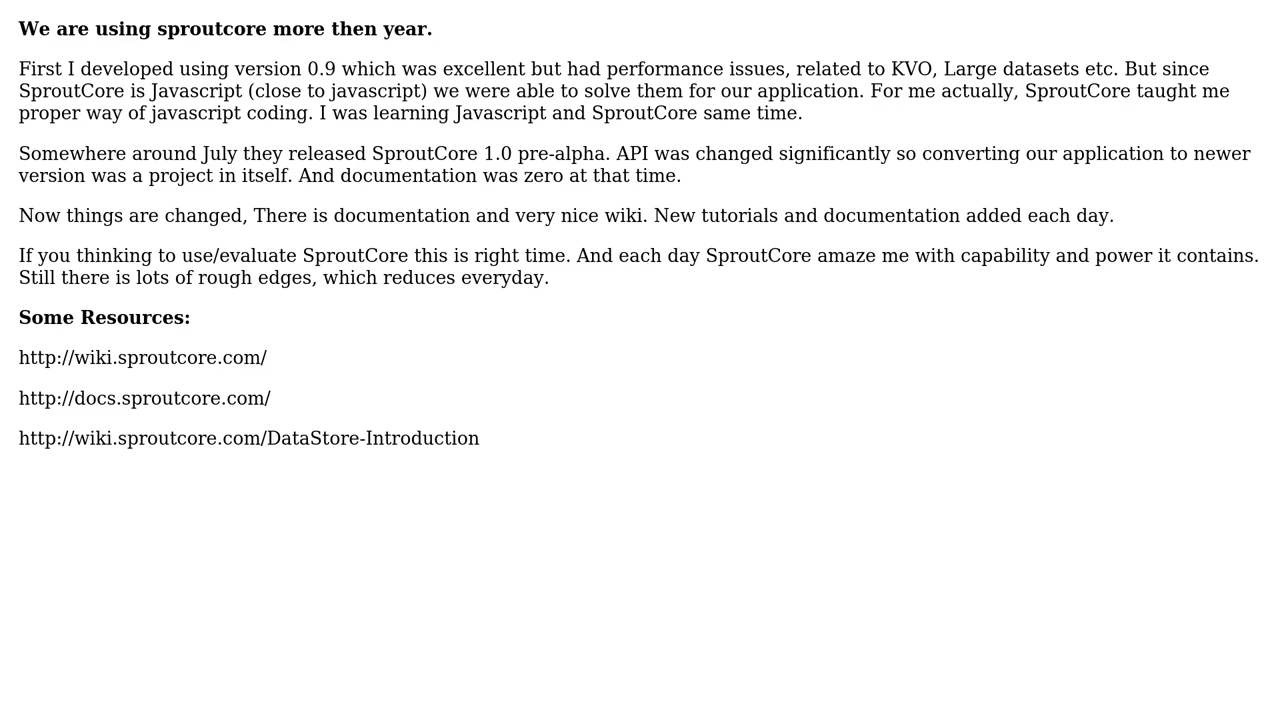 We are using sproutcore more then year.
First I developed using version 0.9 which was excellent but had performance issues, related to KVO, Large datasets etc. But since
SproutCore is Javascript (close to javascript) we were able to solve them for our application. For me actually, SproutCore taught me
proper way of javascript coding. I was learning Javascript and SproutCore same time.
Somewhere around July they released SproutCore 1.0 pre-alpha. API was changed significantly so converting our application to newer
version was a project in itself. And documentation was zero at that time.
Now things are changed, There is documentation and very nice wiki. New tutorials and documentation added each day.
If you thinking to use/evaluate SproutCore this is right time. And each day SproutCore amaze me with capability and power it contains.
Still there is lots of rough edges, which reduces everyday.
Some Resources:
http://wiki.sproutcore.com/
http://docs.sproutcore.com/
http://wiki.sproutcore.com/DataStore-Introduction